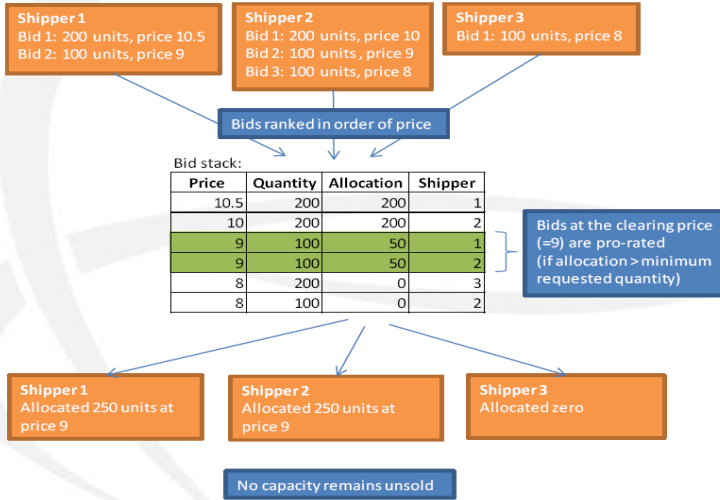 Shipper 1
Bid 1: 200 units, price 10.5
Bid 2: 100 units, price 9
Shipper 2
Bid 1: 200 units, price 10
Bid 2: 100 units , price 9
Bid 3: 100 units, price 8
Shipper 3
Bid 1: 100 units, price 8
Bids ranked in order of price
Bid stack:
Price Quantity Allocation Shipper
10.5 200 200 1
10 200 200 2
9 100 50 1
9 100 50 2
8 200 0 3
8 100 0 2
Bids at the clearing price
(=9) are pro-rated
(if allocation > minimum
requested quantity)
Shipper 1
Allocated 250 units at
price 9
Shipper 2
Allocated 250 units at
price 9
Shipper 3
Allocated zero
No capacity remains unsold